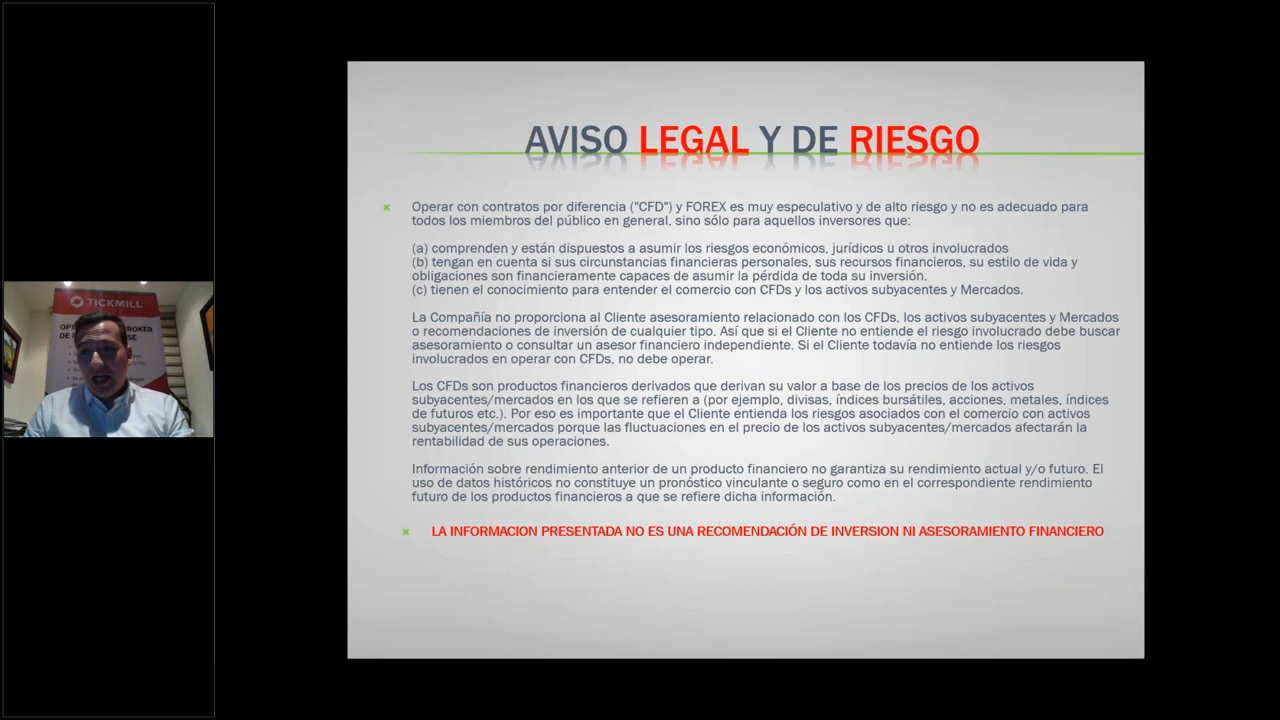 AVISO LEGAL Y DE RIESGO
Operar con contratos por diferencia ("CFD") y FOREX es muy especulativo y de alto riesgo y no es adecuado para
todos los miembros del público en general, sino sólo para aquellos inversores que:
(a) comprenden y están dispuestos a asumir los riesgos económicos, jurídicos u otros involucrados
(b) tengan en cuenta si sus circunstancias financieras personales, sus recursos financieros, su estilo de vida y
obligaciones son financieramente capaces de asumir la pérdida de toda su inversión.
(c) tienen el conocimiento para entender el comercio con CFDs y los activos subyacentes y Mercados.
La Compañía no proporciona al Cliente asesoramiento relacionado con los CFDs, los activos subyacentes y Mercados
o recomendaciones de inversión de cualquier tipo. Así que si el Cliente no entiende el riesgo involucrado debe buscar
asesoramiento o consultar un asesor financiero independiente. Si el Cliente todavía no entiende los riesgos
involucrados en operar con CFDs, no debe operar.
Los CFDs son productos financieros derivados que derivan su valor a base de los precios de los activos
subyacentes/mercados en los que se refieren a (por ejemplo, divisas, índices bursátiles, acciones, metales, índices
de futuros etc.). Por eso es importante que el Cliente entienda los riesgos asociados con el comercio con activos
subyacentes/mercados porque las fluctuaciones en el precio de los activos subyacentes/mercados afectarán la
rentabilidad de sus operaciones.
Información sobre rendimiento anterior de un producto financiero no garantiza su rendimiento actual y/o futuro. El
uso de datos históricos no constituye un pronóstico vinculante o seguro como en el correspondiente rendimiento
futuro de los productos financieros a que se refiere dicha información.
LA INFORMACION PRESENTADA NO ES UNA RECOMENDACIÓN DE INVERSION NI ASESORAMIENTO FINANCIERO
TICKMILL